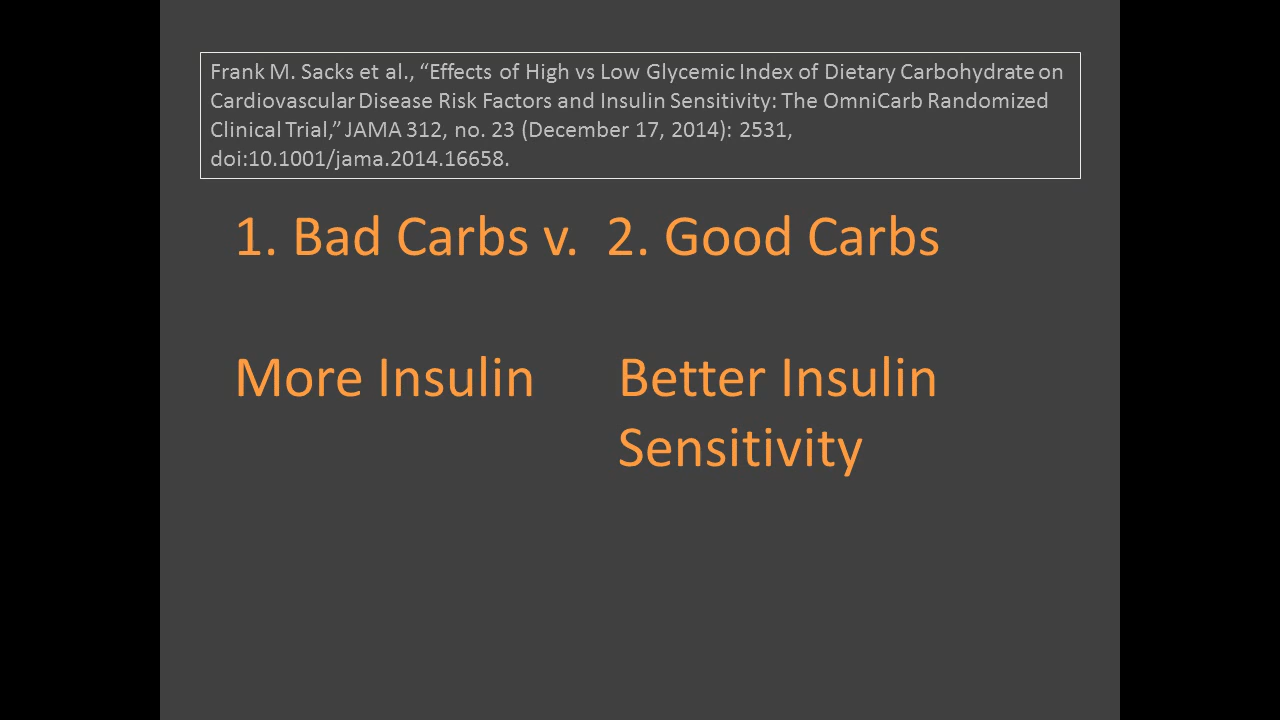 Frank M. Sacks et al., “Effects of High vs Low Glycemic Index of Dietary Carbohydrate on
Cardiovascular Disease Risk Factors and Insulin Sensitivity: The OmniCarb Randomized
Clinical Trial,” JAMA 312, no. 23 (December 17, 2014): 2531,
doi:10.1001/jama.2014.16658.
1. Bad Carbs v. 2. Good Carbs
More Insulin Better Insulin
Sensitivity